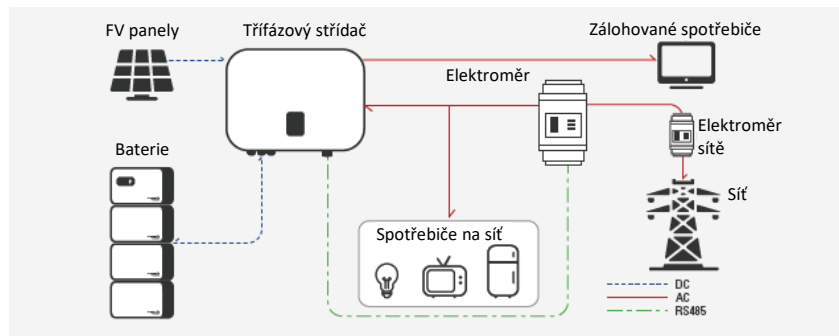 FV panely
Třífázový střídač
Zálohované spotřebiče
Elektroměr
Elektroměr
sítě
Baterie
Síť
Spotřebiče na síť
DC
AC
RS485